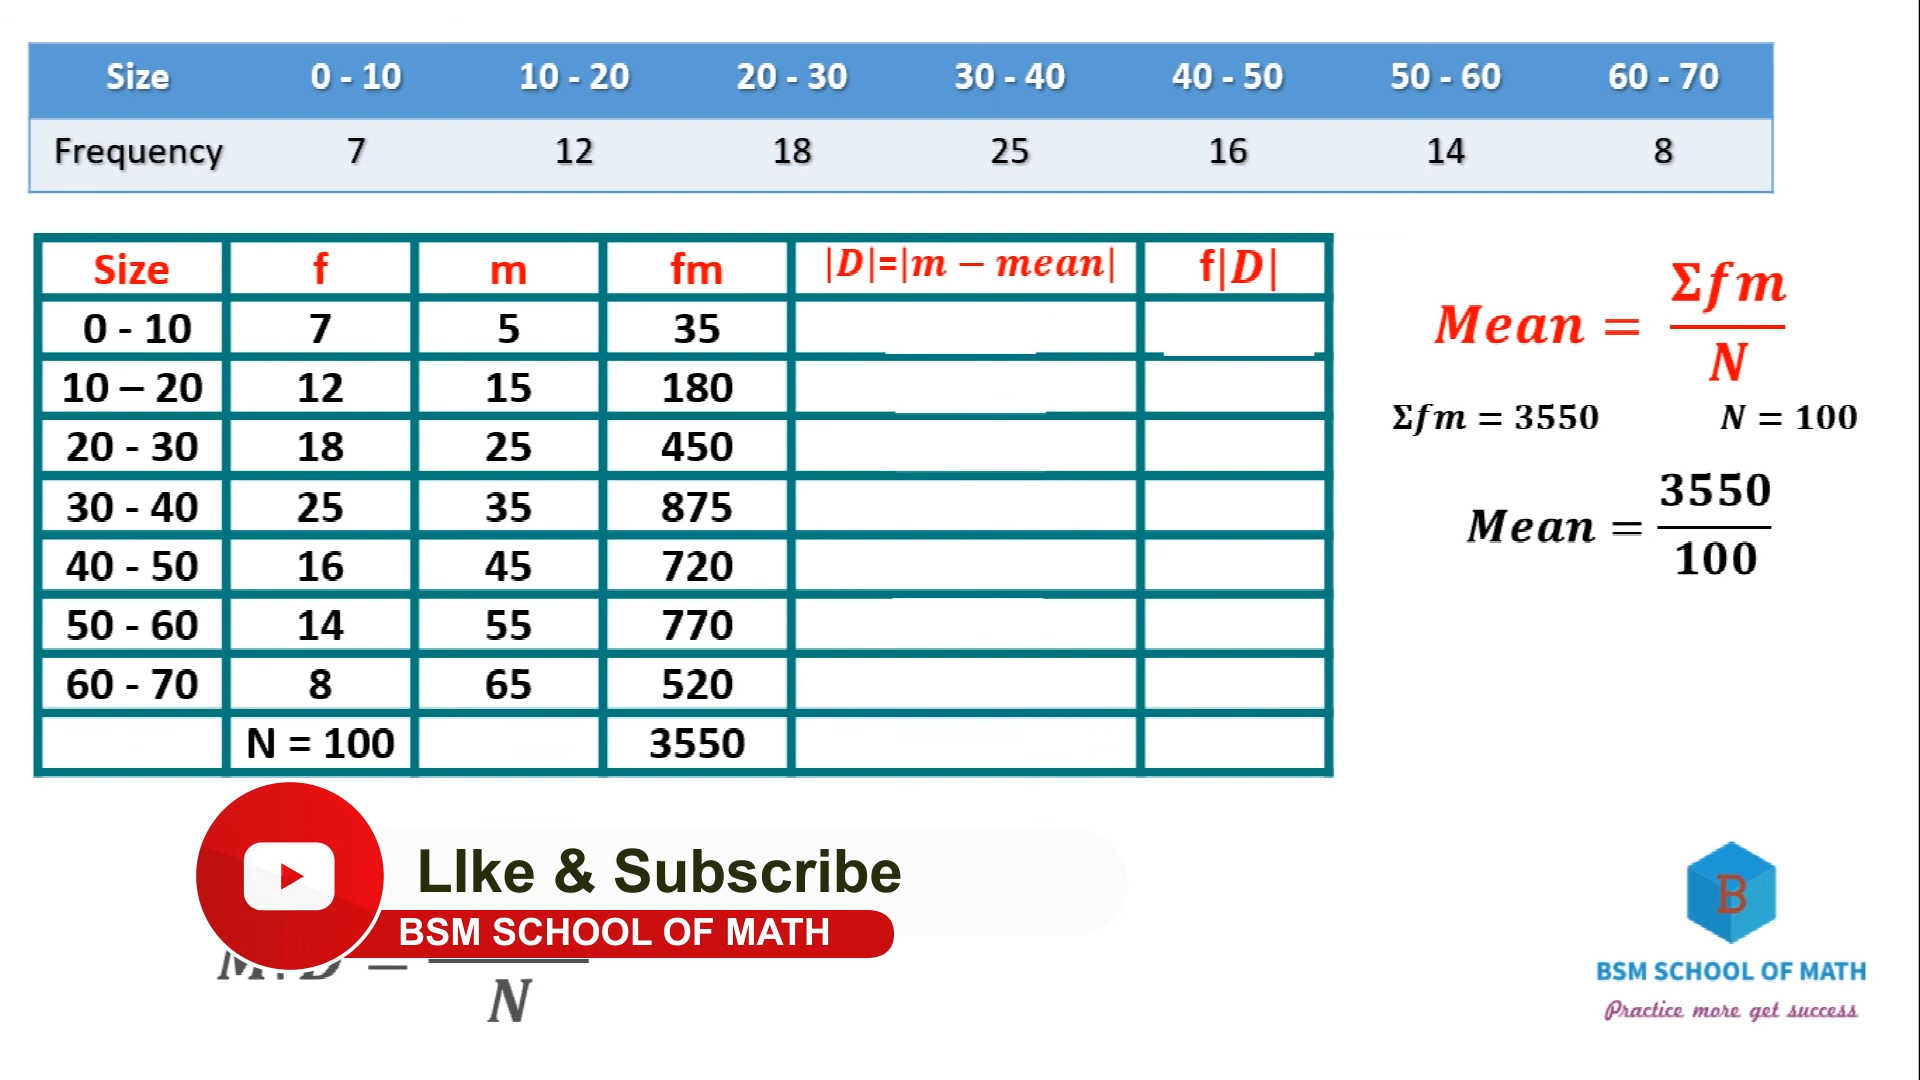 Size 0 - 10 10 - 20 20 - 30 30 - 40 40 - 50 50 - 60 60 - 70
Frequency 7 12 18 25 16 14 8
Size f m fm |D|=|m − mean| f|D|
0 - 10 7 5 35
10 – 20 12 15 180
20 - 30 18 25 450
30 - 40 25 35 875
40 - 50 16 45 720
50 - 60 14 55 770
60 - 70 8 65 520
N = 100 3550
Mean = Σfm / N
Σfm = 3550 N = 100
Mean = 3550 / 100
LIke & Subscribe
BSM SCHOOL OF MATH
M.D = 
N
B
BSM SCHOOL OF MATH
Practice more get success